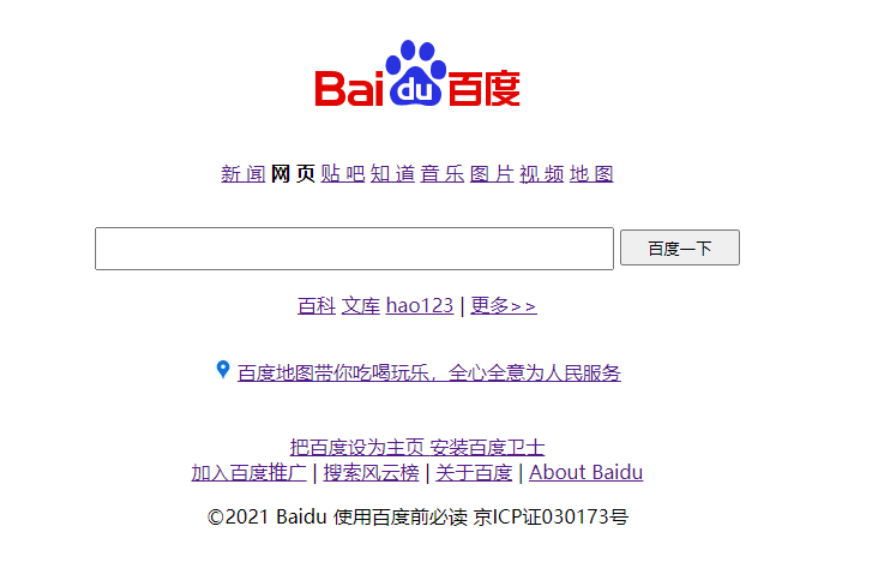 Bai du 百度
新 闻 网 页 贴 吧 知 道 音 乐 图 片 视 频 地 图
百度一下
百科 文库 hao123 | 更多>>
百度地图带你吃喝玩乐，全心全意为人民服务
把百度设为主页 安装百度卫士
加入百度推广 | 搜索风云榜 | 关于百度 | About Baidu
©2021 Baidu 使用百度前必读 京ICP证030173号